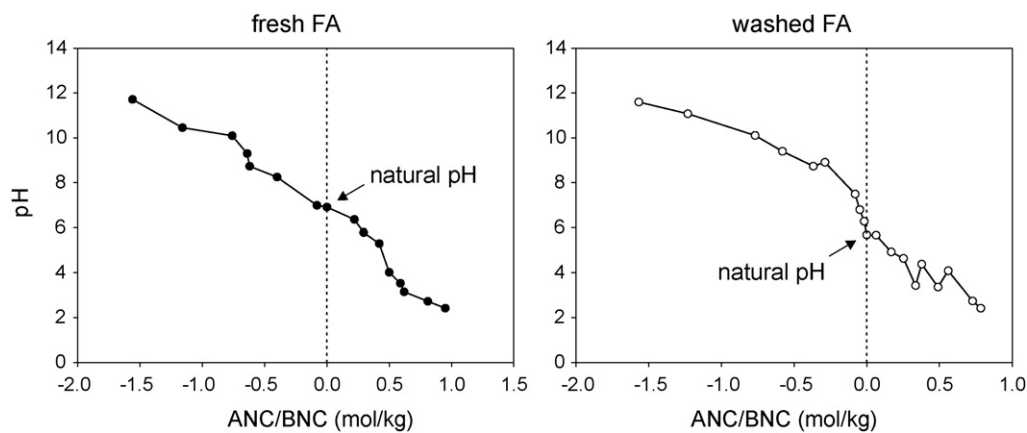 fresh FA
washed FA
14
12
10
8
6
4
2
0
pH
natural pH
-2.0 -1.5 -1.0 -0.5 0.0 0.5 1.0 1.5
ANC/BNC (mol/kg)
14
12
10
8
6
4
2
0
natural pH
-2.0 -1.5 -1.0 -0.5 0.0 0.5 1.0
ANC/BNC (mol/kg)